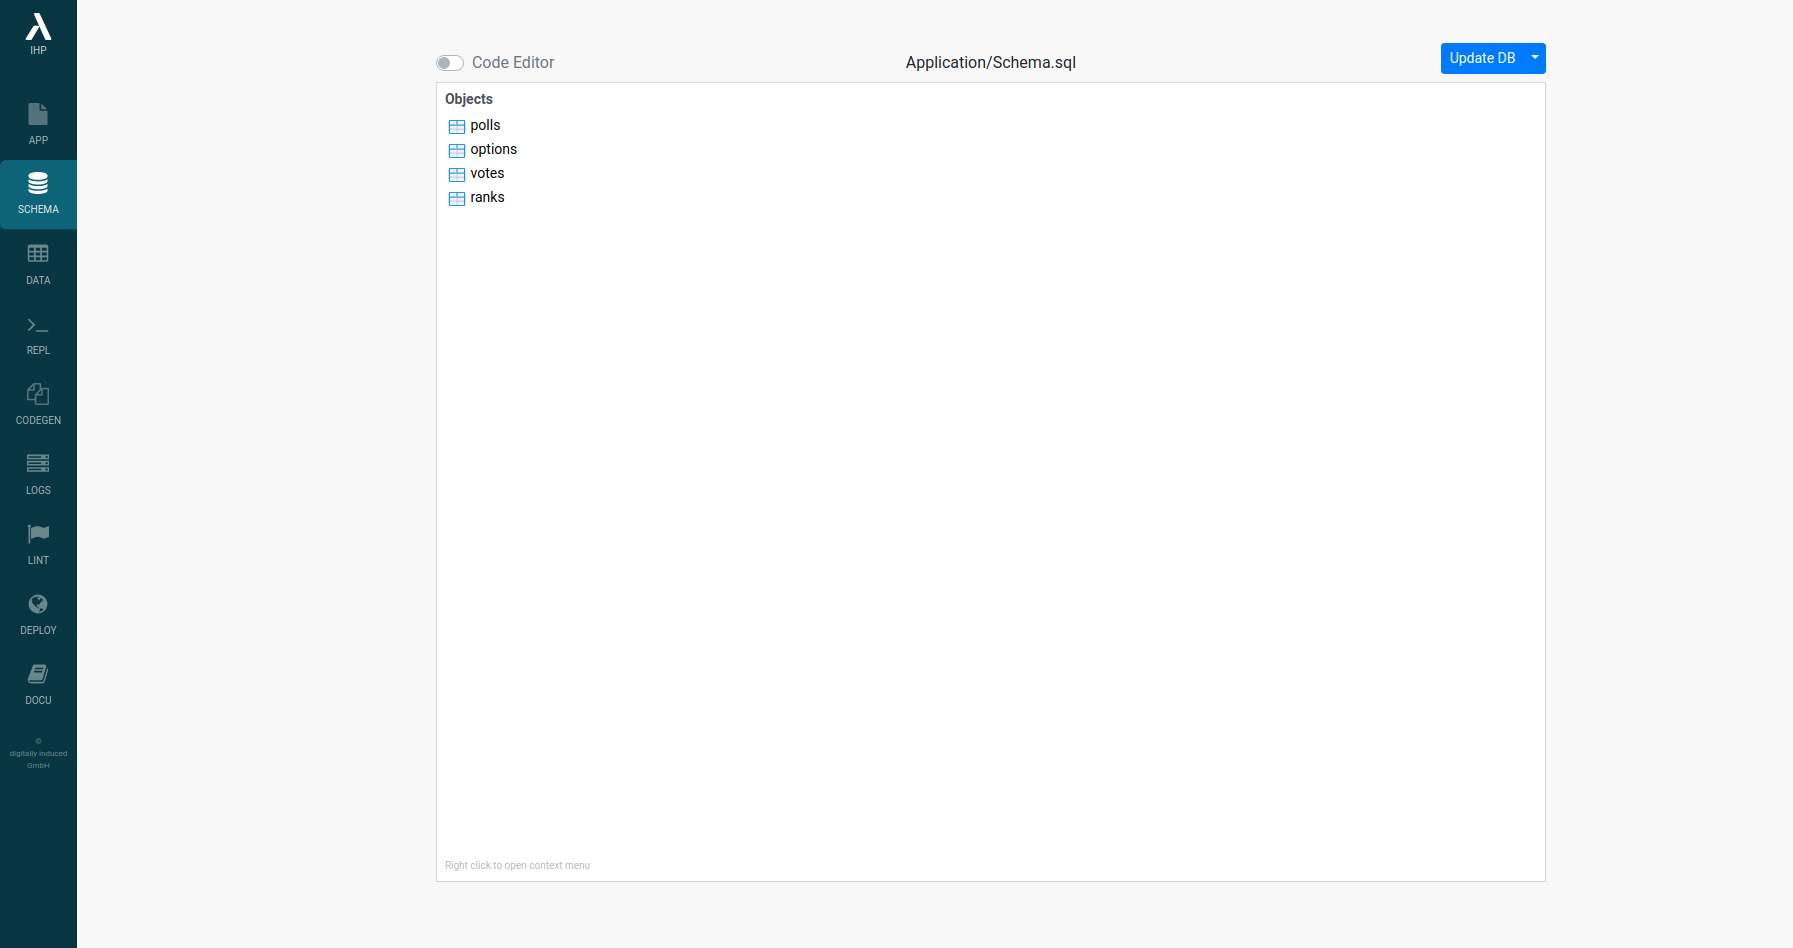 IHP
APP
SCHEMA
DATA
REPL
CODEGEN
LOGS
LINT
DEPLOY
DOCU
©
digitally induced
GmbH
Code Editor
Application/Schema.sql
Update DB
Objects
polls
options
votes
ranks
Right click to open context menu